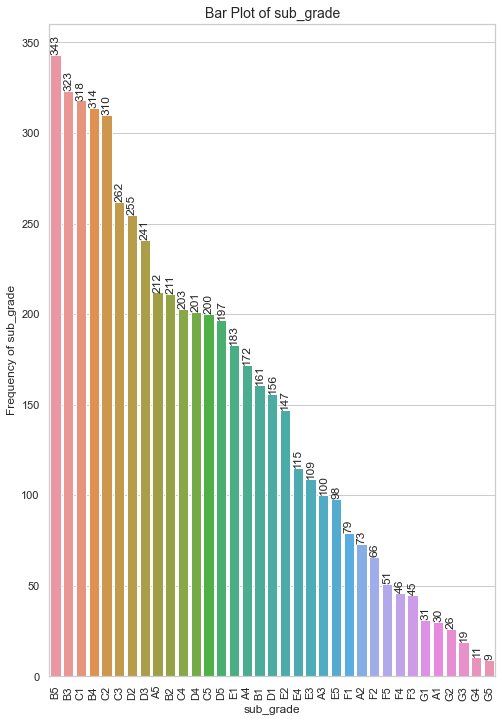 Bar Plot of sub_grade
Frequency of sub_grade
350
300
250
200
150
100
50
0
343 323 318 314 310 262 255 241 212 211 203 201 200 197 183 172 161 156 147 115 109 100 98 79 73 66 51 46 45 31 30 26 19 11 9
B5 B3 C1 B4 C2 C3 D2 D3 A5 B2 C4 D4 C5 D5 E1 A4 B1 D1 E2 E4 E3 A3 E5 F1 A2 F2 F5 F4 F3 G1 A1 G2 G3 G4 G5
sub_grade